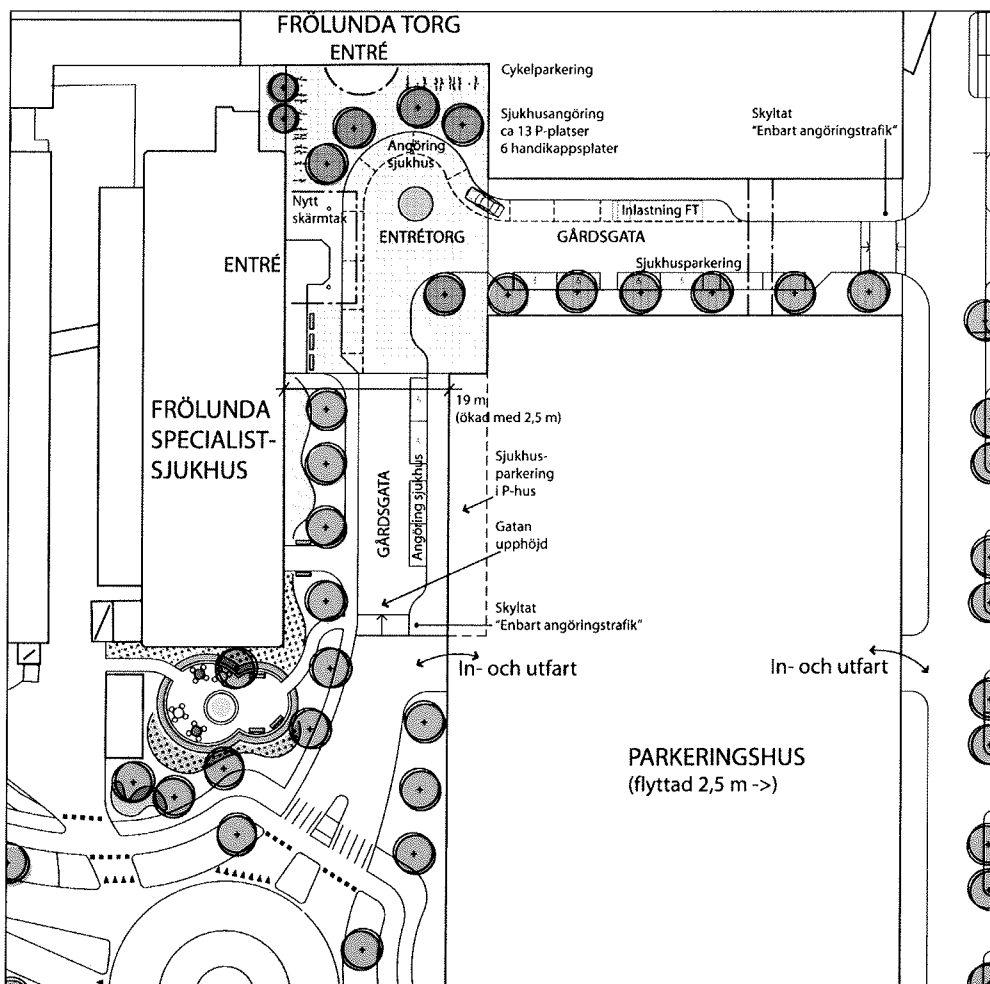 FRÖLUNDA TORG
ENTRÉ
Cykelparkering
Sjukhusangöring
ca 13 P-platser
6 handikappsplater
Skyltat
"Enbart angöringstrafik"
Angöring
sjukhus
Nytt
skärmtak
Inlastning FT
ENTRÉTORG
GÅRDSGATA
ENTRÉ
Sjukhusparkering
19 m
(ökad med 2,5 m)
FRÖLUNDA
SPECIALIST-
SJUKHUS
Sjukhus-
parkering
i P-hus
GÅRDSGATA
Angöring sjukhus
Gatan
upphöjd
Skyltat
"Enbart angöringstrafik"
In- och utfart
In- och utfart
PARKERINGSHUS
(flyttad 2,5 m ->)